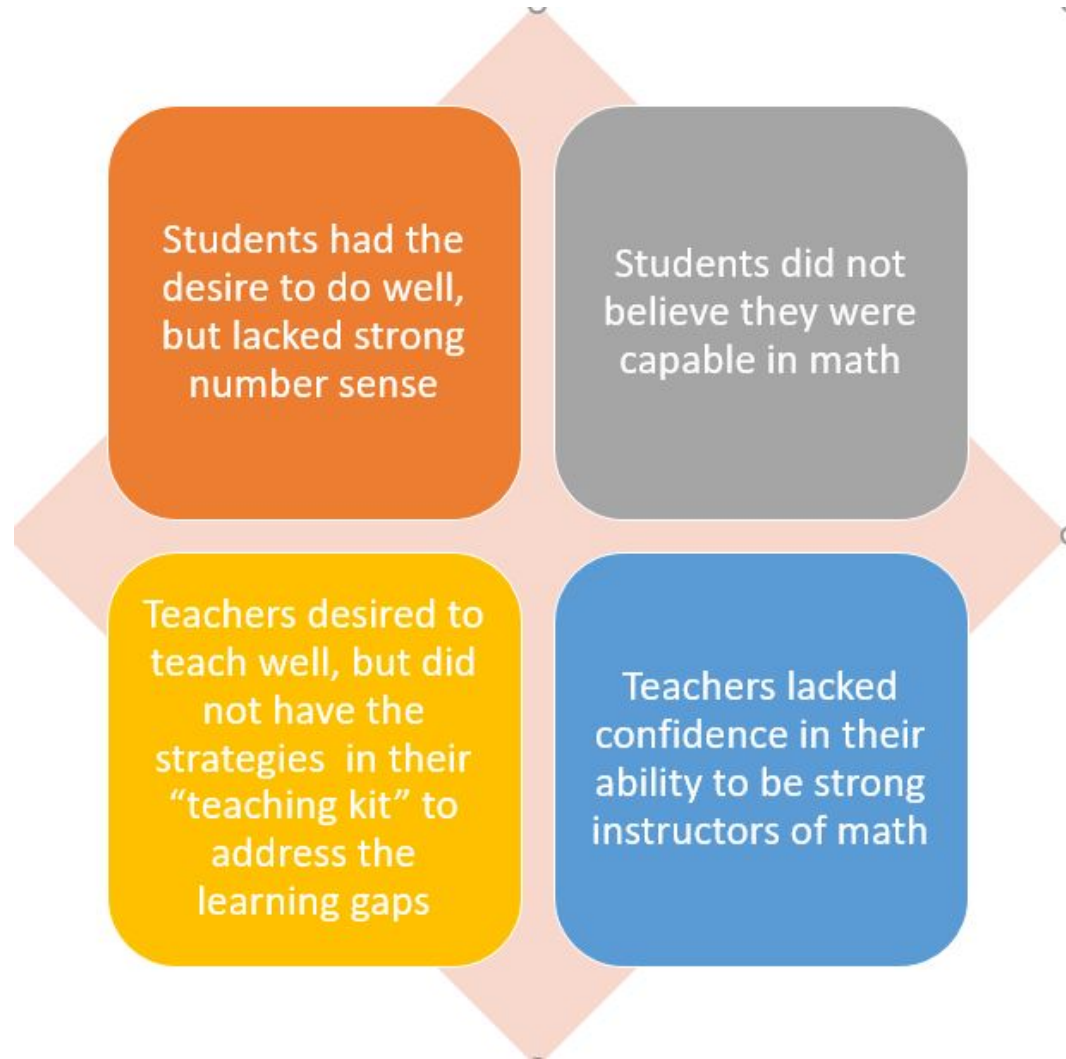 Students had the
desire to do well,
but lacked strong
number sense
Students did not
believe they were
capable in math
Teachers desired to
teach well, but did
not have the
strategies  in their
“teaching kit” to
address the
learning gaps
Teachers lacked
confidence in their
ability to be strong
instructors of math